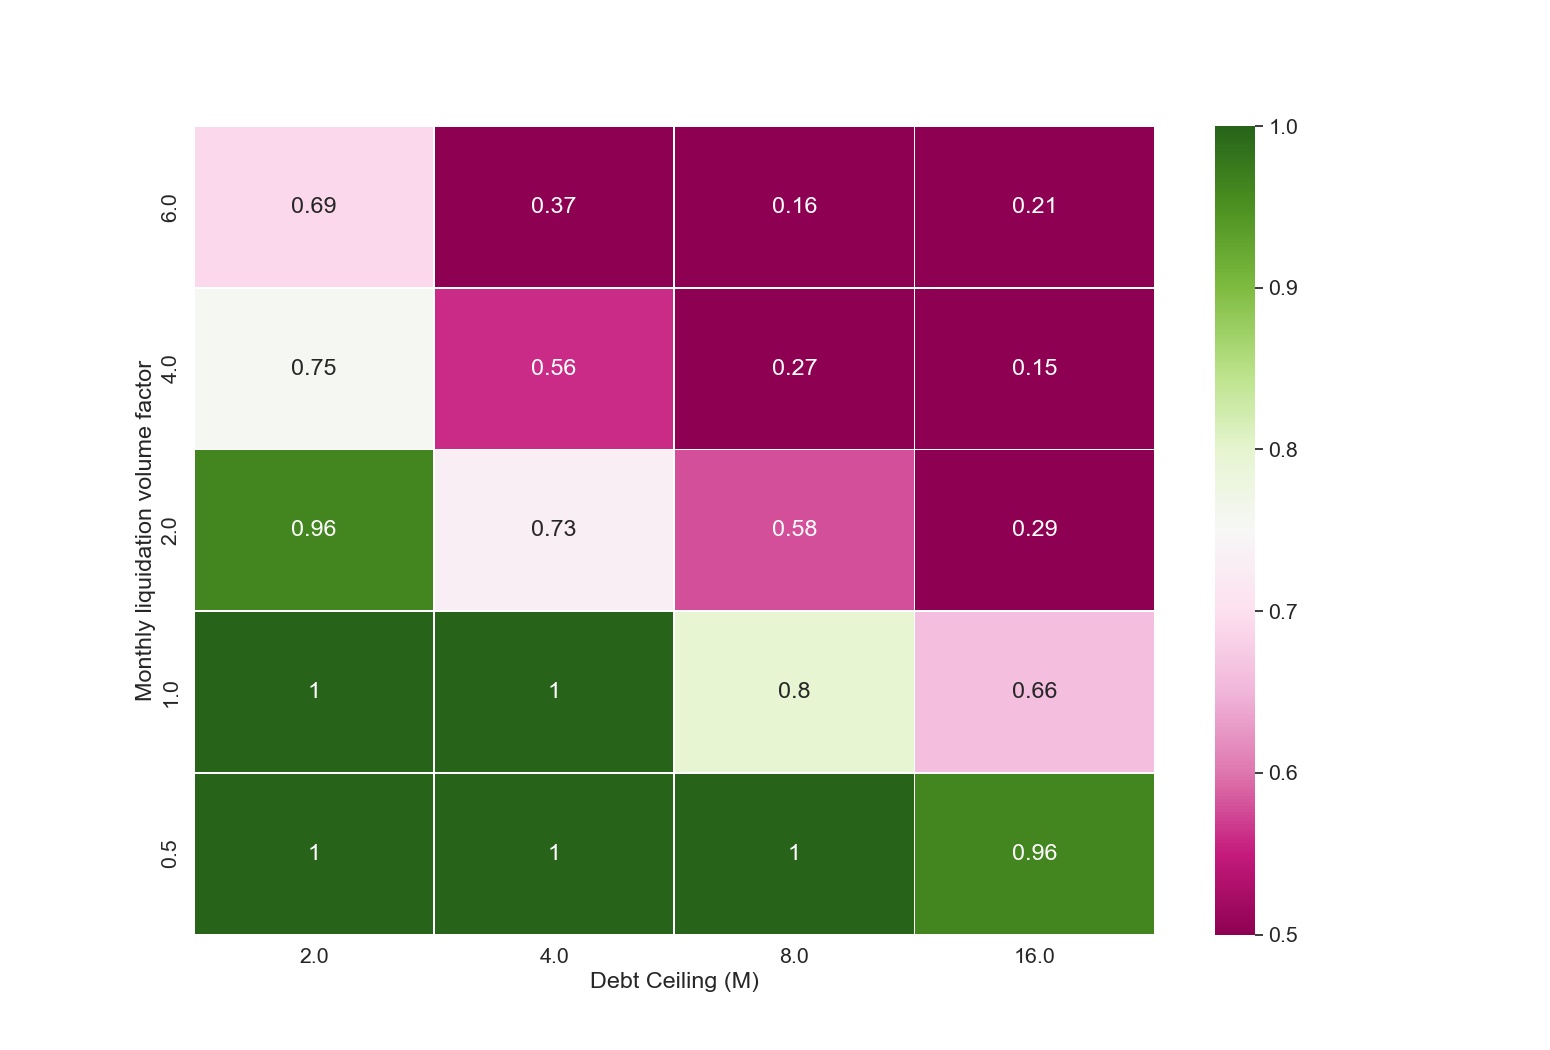 1.0
6.0 0.69 0.37 0.16 0.21
0.9
4.0 0.75 0.56 0.27 0.15
0.8
Monthly liquidation volume factor
2.0 0.96 0.73 0.58 0.29
0.7
1.0 1 1 0.8 0.66
0.6
0.5 1 1 1 0.96
0.5
2.0 4.0 8.0 16.0
Debt Ceiling (M)